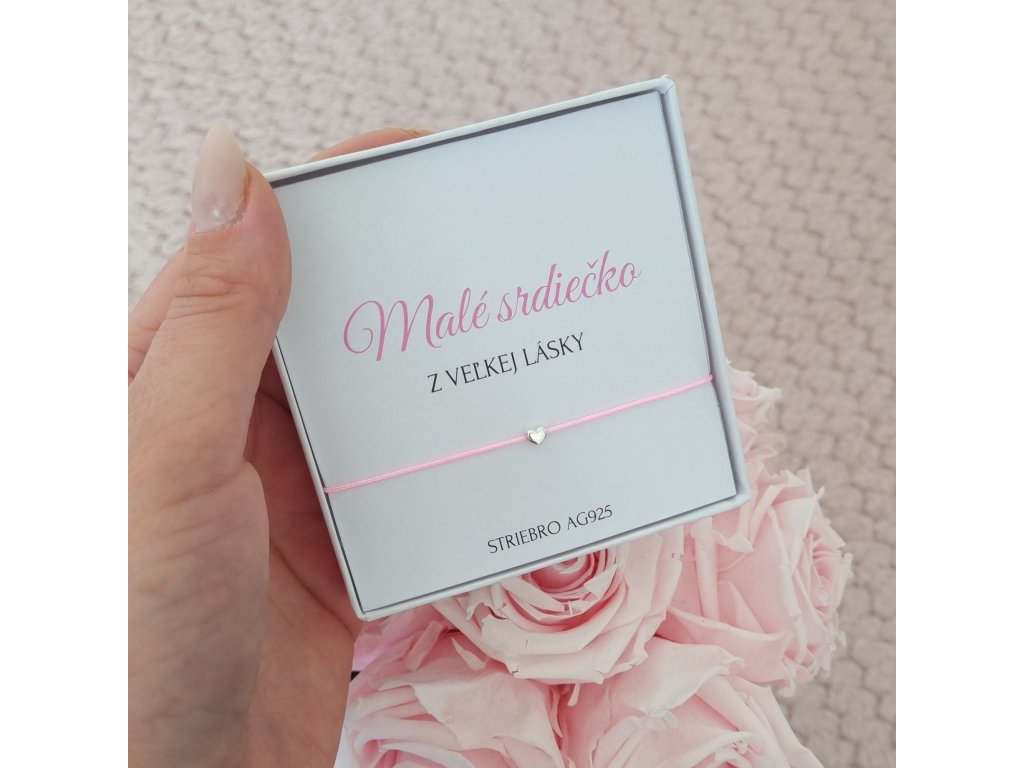 Malé srdiečko
Z VEĽKEJ LÁSKY
STRIEBRO AG925